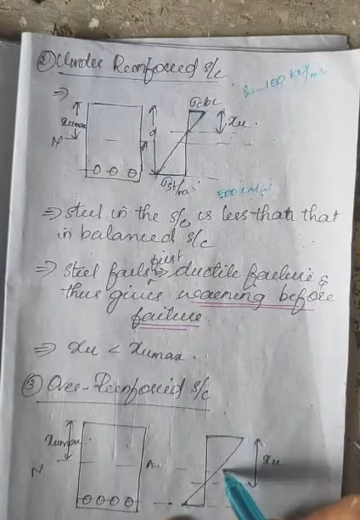 ② Under Reinforced s/c
⇒
σcbc
xumax
d
xu.
N
A
σst/m
⇒ steel in the s/c is less than that
in balanced s/c
⇒ steel fails first ⇒ ductile failure &
thus gives warning before
failure
⇒ xu < xumax.
③ Over-Reinforced s/c
xumax
N
A
xu